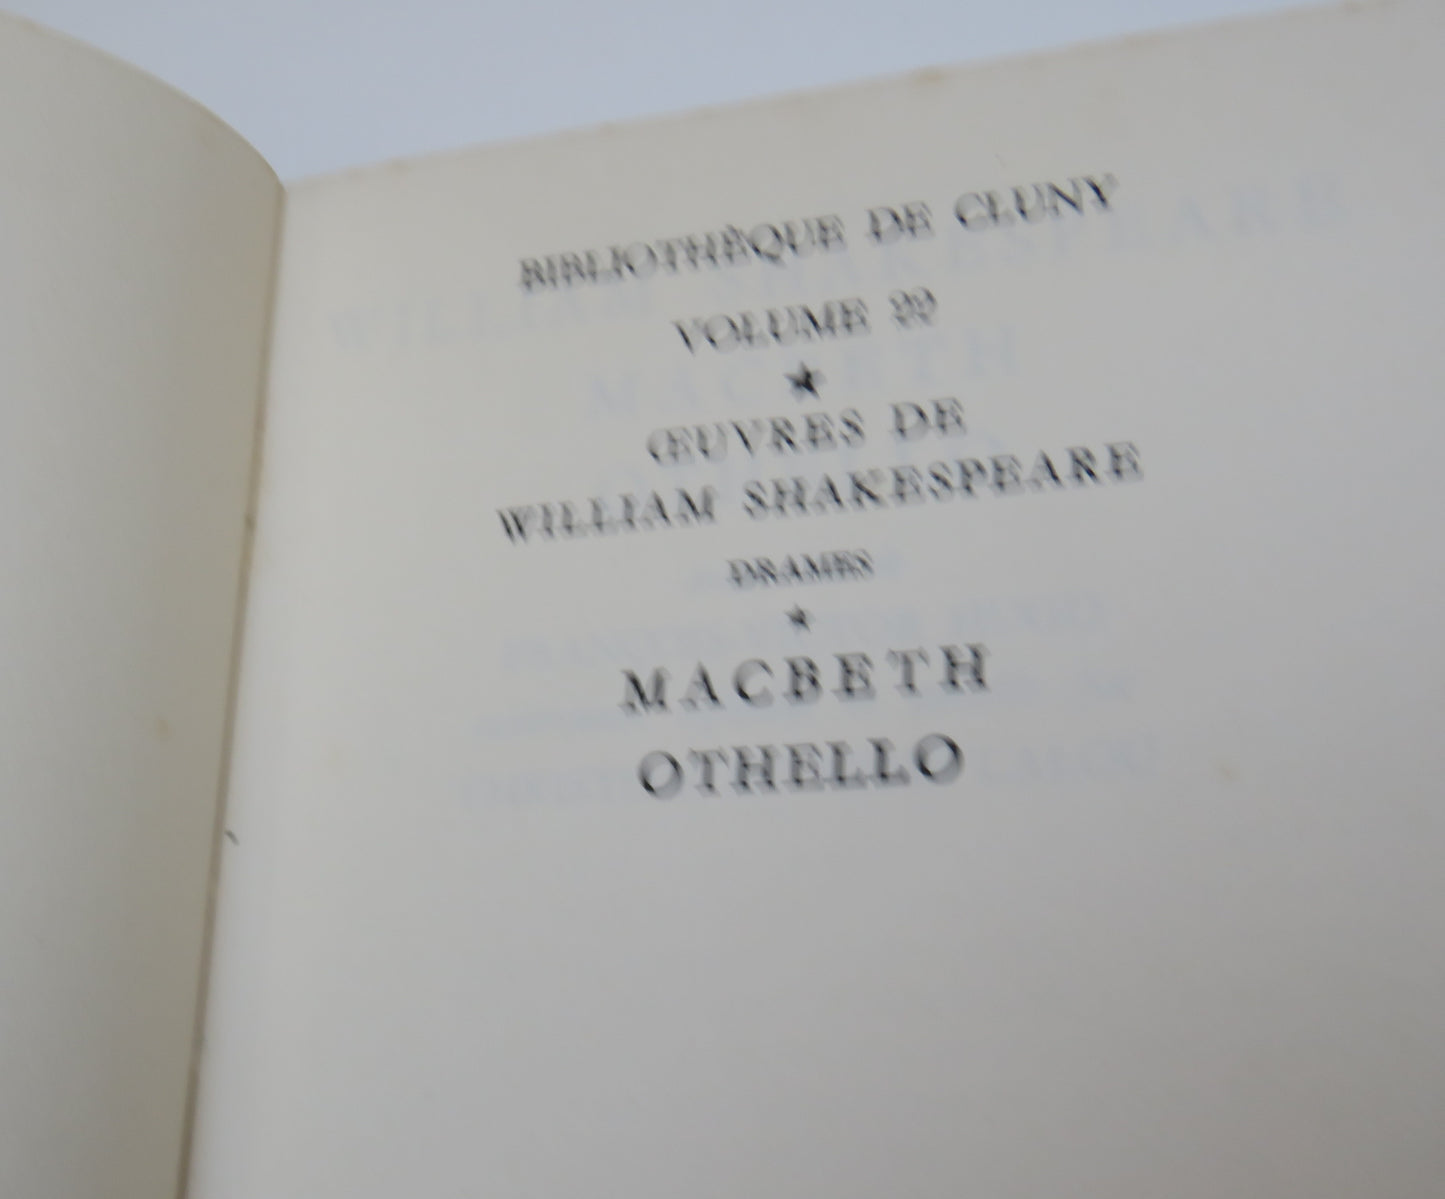 BIBLIOTHÈQUE DE CLUNY
VOLUME 22
★
ŒUVRES DE
WILLIAM SHAKESPEARE
DRAMES
★
MACBETH
OTHELLO